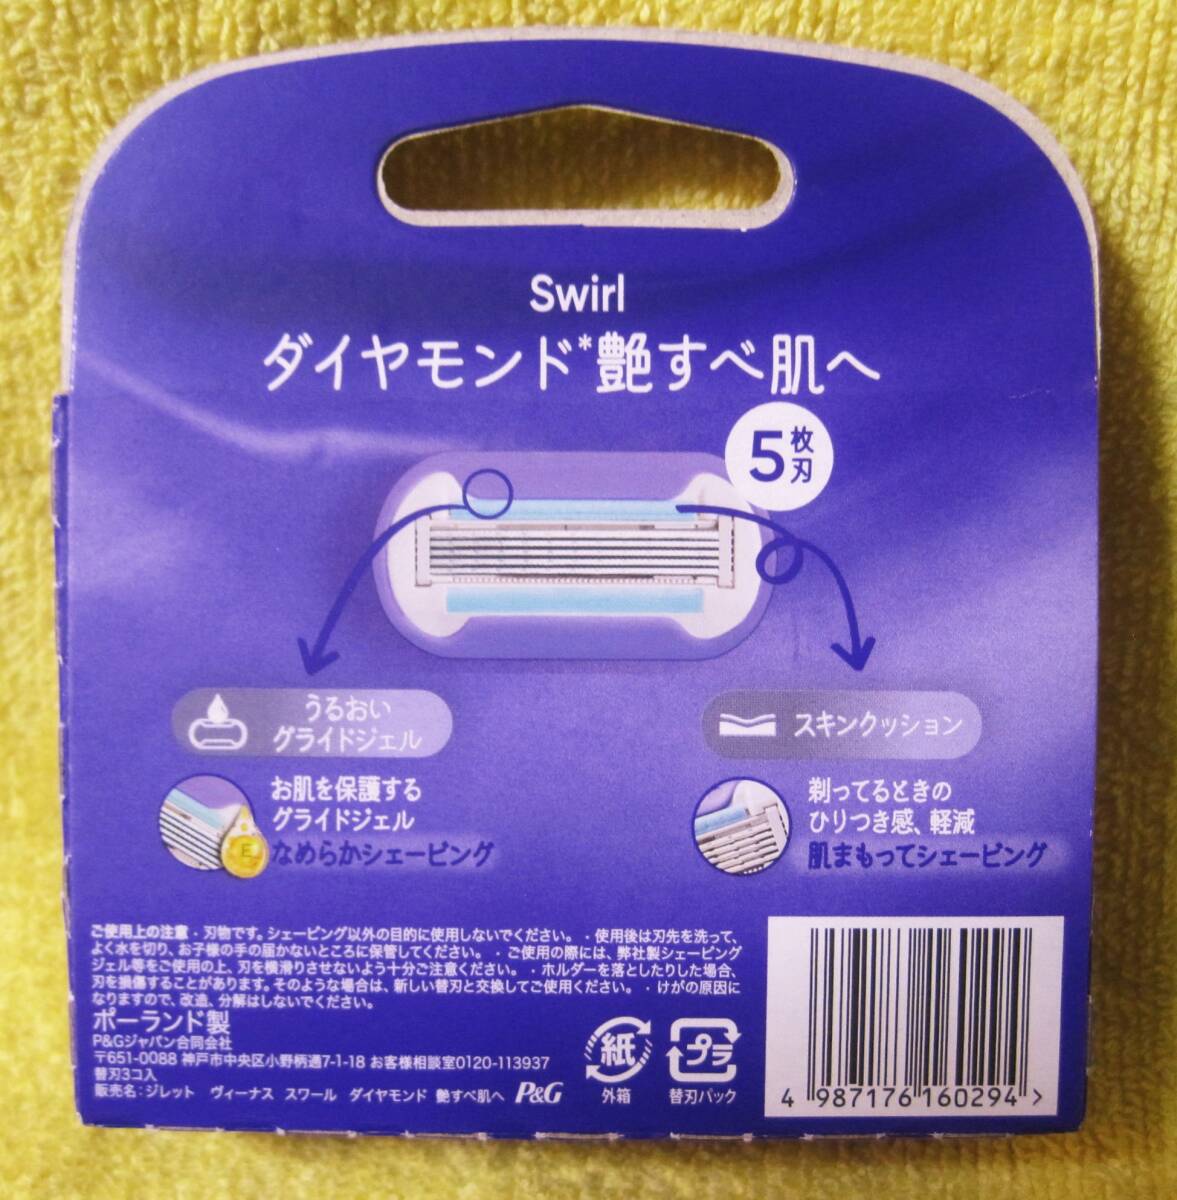 Swirl
ダイヤモンド*艶すべ肌へ
5枚刃
うるおい
グライドジェル
スキンクッション
お肌を保護する
グライドジェル
なめらかシェービング
E
剃ってるときの
ひりつき感、軽減
肌まもってシェービング
ご使用上の注意・刃物です。シェービング以外の目的に使用しないでください。・使用後は刃先を洗って、
よく水を切り、お子様の手の届かないところに保管してください。・ご使用の際には、弊社製シェービング
ジェル等をご使用の上、刃を横滑りさせないよう十分ご注意ください。・ホルダーを落としたりした場合、
刃を損傷することがあります。そのような場合は、新しい替刃と交換してご使用ください。・けがの原因に
なりますので、改造、分解はしないでください。
ポーランド製
P&Gジャパン合同会社
〒651-0088 神戸市中央区小野柄通7-1-18 お客様相談室0120-113937
替刃3コ入
販売名：ジレット ヴィーナス スワール ダイヤモンド 艶すべ肌へ P&G
紙
外箱
プラ
替刃パック
4 987176 160294 >